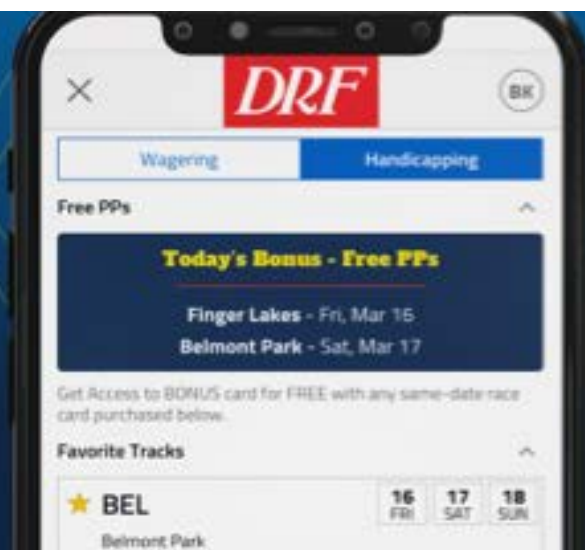 DRF
BK
Wagering
Handicapping
Free PPs
Today's Bonus - Free PPs
Finger Lakes - Fri, Mar 16
Belmont Park - Sat, Mar 17
Get Access to BONUS card for FREE with any same-date race
card purchased below.
Favorite Tracks
BEL
16 17 18
FRI SAT SUN
Belmont Park